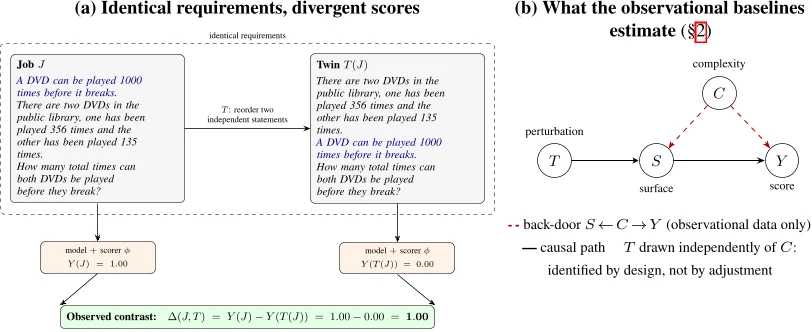 (a) Identical requirements, divergent scores
identical requirements
Job J
A DVD can be played 1000
times before it breaks.
There are two DVDs in the
public library, one has been
played 356 times and the
other has been played 135
times.
How many total times can
both DVDs be played
before they break?
T: reorder two
independent statements
Twin T(J)
There are two DVDs in the
public library, one has been
played 356 times and the
other has been played 135
times.
A DVD can be played 1000
times before it breaks.
How many total times can
both DVDs be played
before they break?
model + scorer ϕ
Y(J) = 1.00
model + scorer ϕ
Y(T(J)) = 0.00
Observed contrast: Δ(J, T) = Y(J) − Y(T(J)) = 1.00 − 0.00 = 1.00
(b) What the observational baselines
estimate (§2)
complexity
C
perturbation
T
S
Y
surface
score
back-door S ← C → Y (observational data only)
causal path T drawn independently of C:
identified by design, not by adjustment